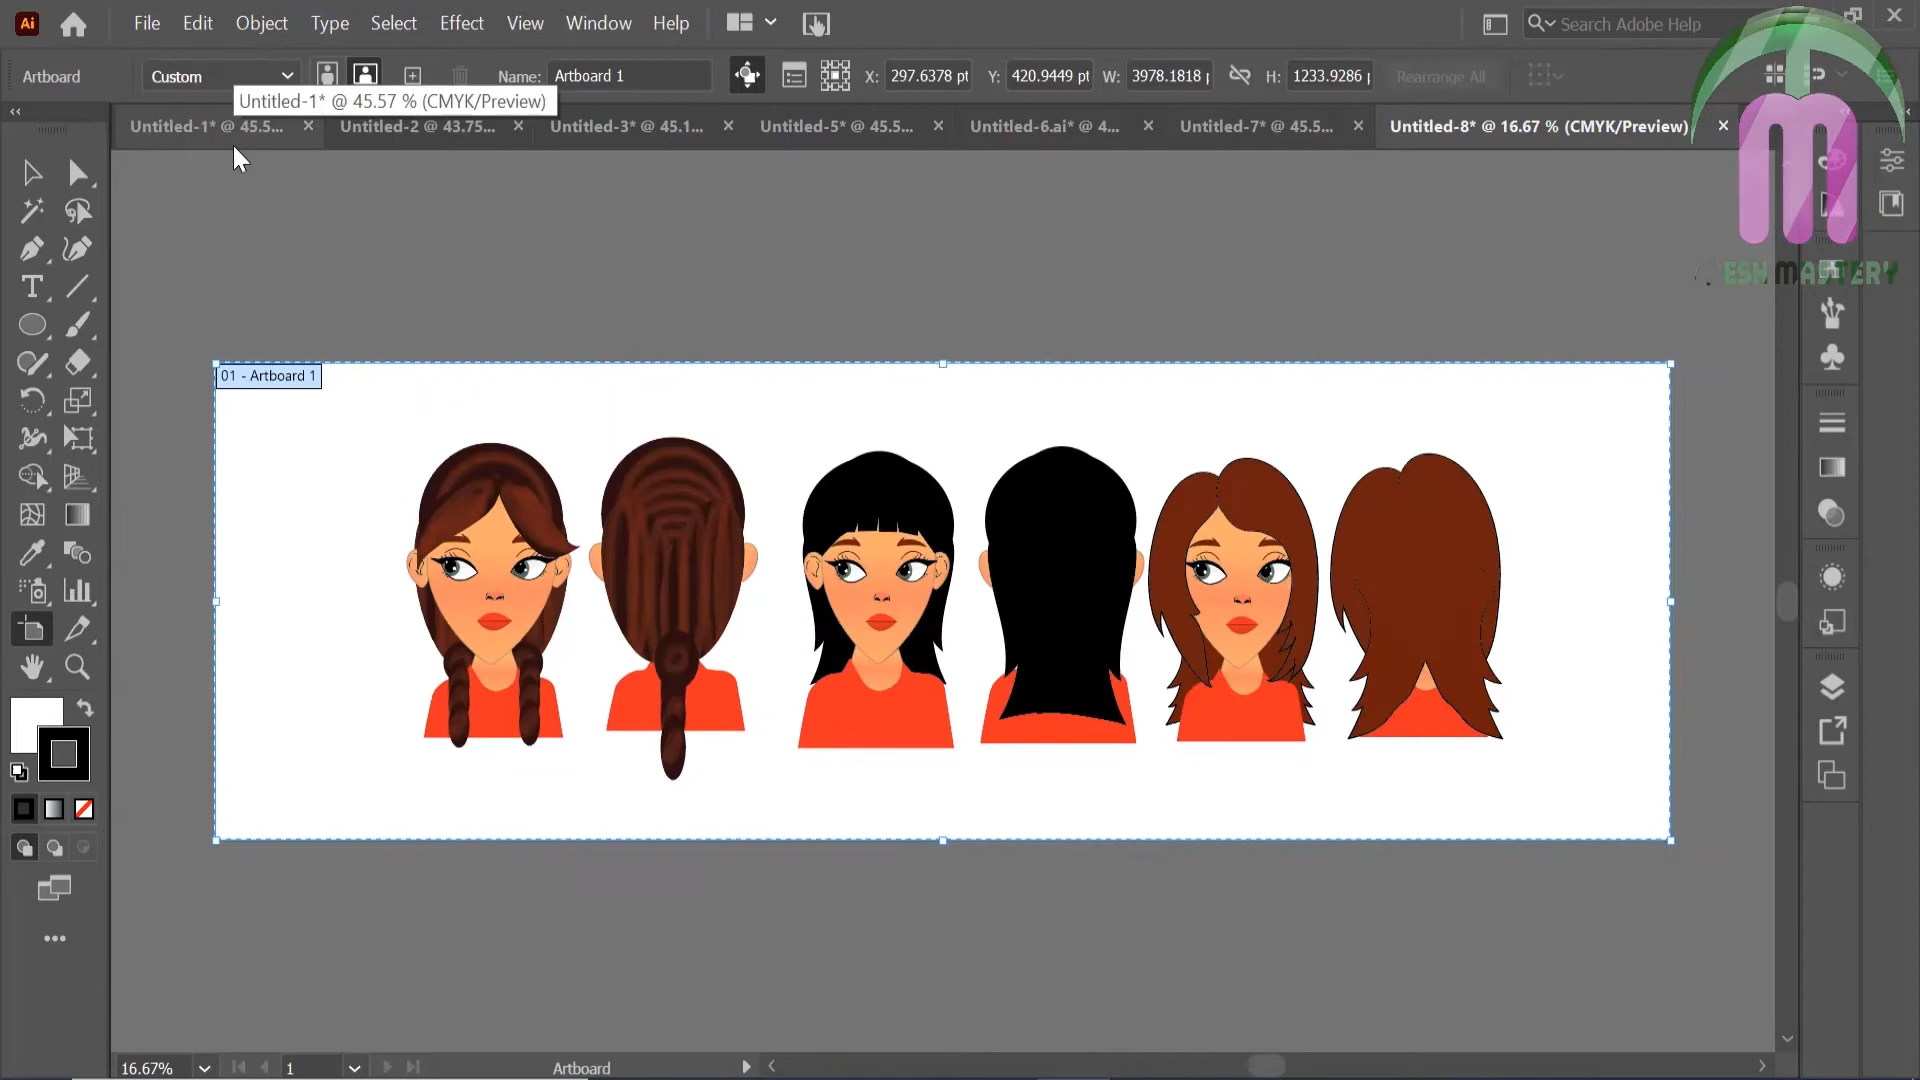 Ai File Edit Object Type Select Effect View Window Help Search Adobe Help
Artboard Custom Name: Artboard 1 X: 297.6378 pt Y: 420.9449 pt W: 3978.1818 H: 1233.9286 Rearrange All
Untitled-1* @ 45.57 % (CMYK/Preview)
Untitled-1* @ 45.5... Untitled-2 @ 43.75... Untitled-3* @ 45.1... Untitled-5* @ 45.5... Untitled-6.ai* @ 4... Untitled-7* @ 45.5... Untitled-8* @ 16.67 % (CMYK/Preview)
ESH MASTERY
01 - Artboard 1
16.67% 1 Artboard